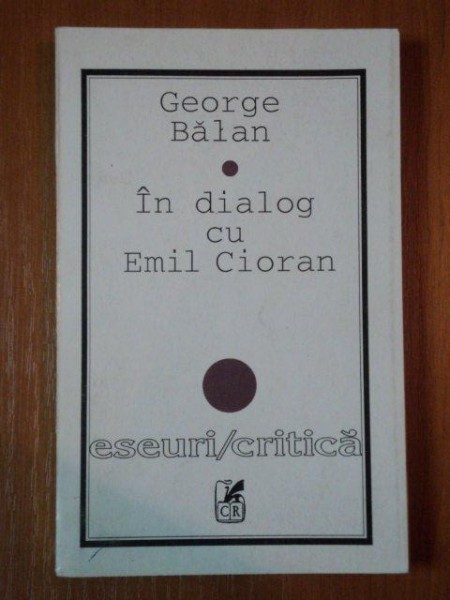 George
Bălan
În dialog
cu
Emil Cioran
eseuri/critică
CR